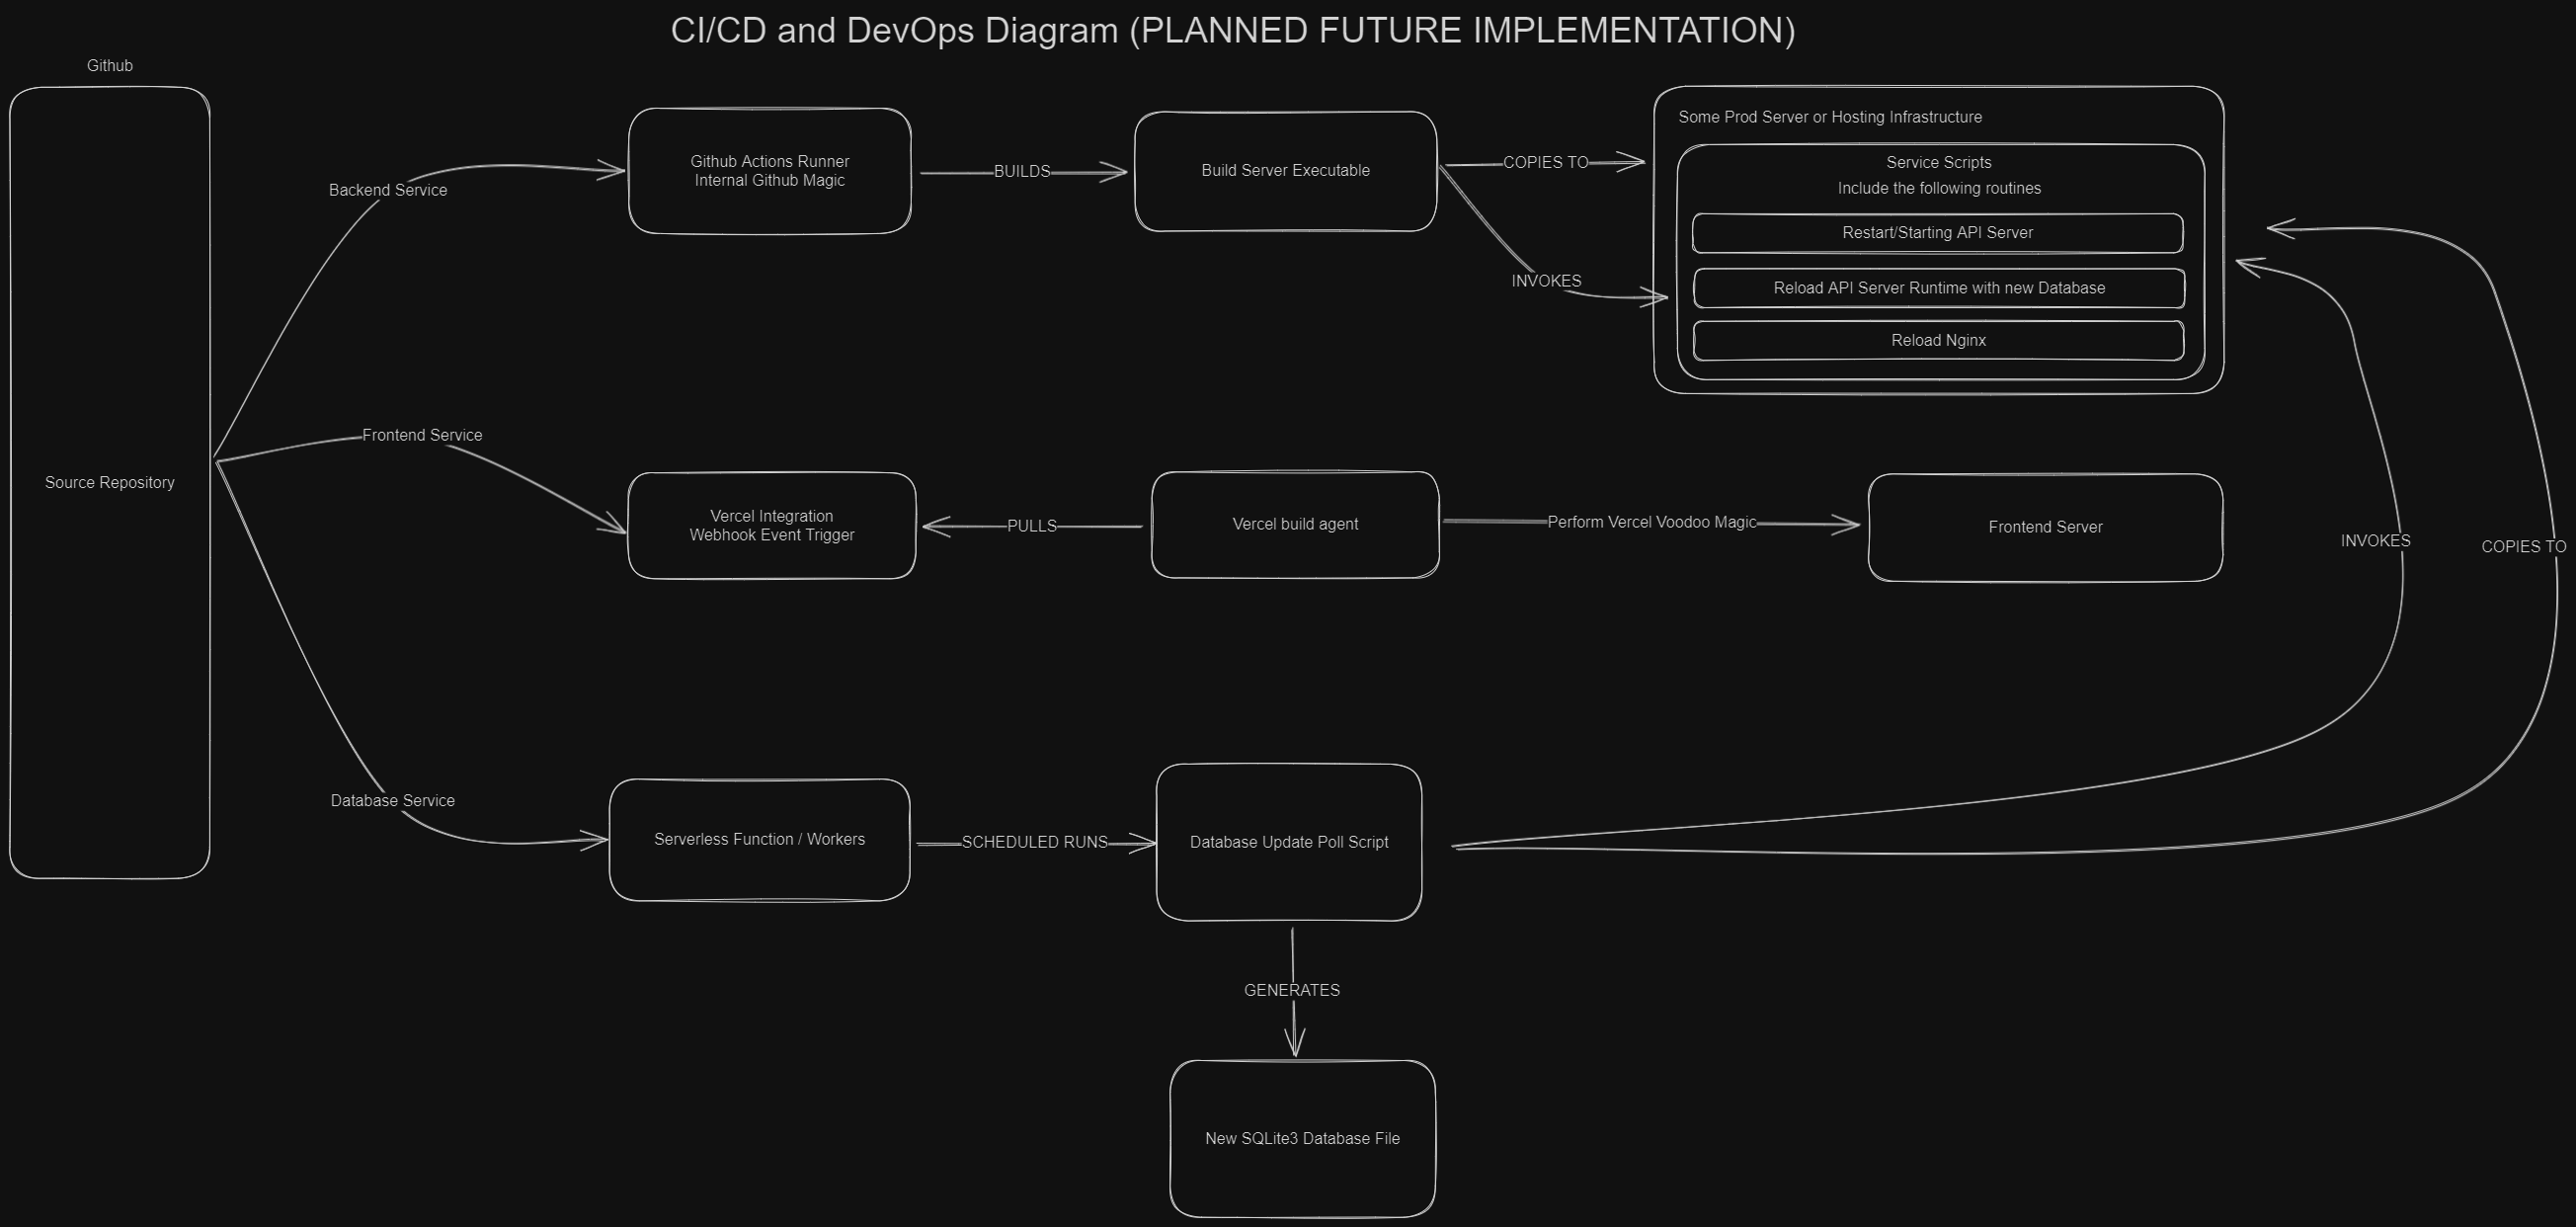 CI/CD and DevOps Diagram (PLANNED FUTURE IMPLEMENTATION)
Github
Source Repository
Backend Service
Github Actions Runner
Internal Github Magic
BUILDS
Build Server Executable
COPIES TO
INVOKES
Some Prod Server or Hosting Infrastructure
Service Scripts
Include the following routines
Restart/Starting API Server
Reload API Server Runtime with new Database
Reload Nginx
Frontend Service
Vercel Integration
Webhook Event Trigger
PULLS
Vercel build agent
Perform Vercel Voodoo Magic
Frontend Server
INVOKES
COPIES TO
Database Service
Serverless Function / Workers
SCHEDULED RUNS
Database Update Poll Script
GENERATES
New SQLite3 Database File